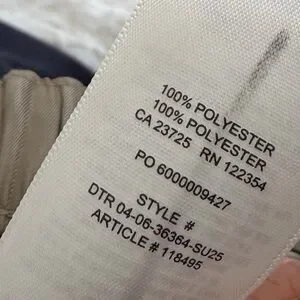 100% POLYESTER
100% POLYESTER
CA 23725 RN 122354
PO 6000009427
STYLE #
DTR 04-06-36364-SU25
ARTICLE # 118495